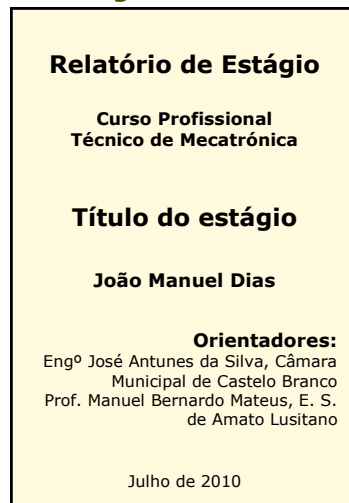 Relatório de Estágio
Curso Profissional
Técnico de Mecatrónica
Título do estágio
João Manuel Dias
Orientadores:
Engº José Antunes da Silva, Câmara
Municipal de Castelo Branco
Prof. Manuel Bernardo Mateus, E. S.
de Amato Lusitano
Julho de 2010